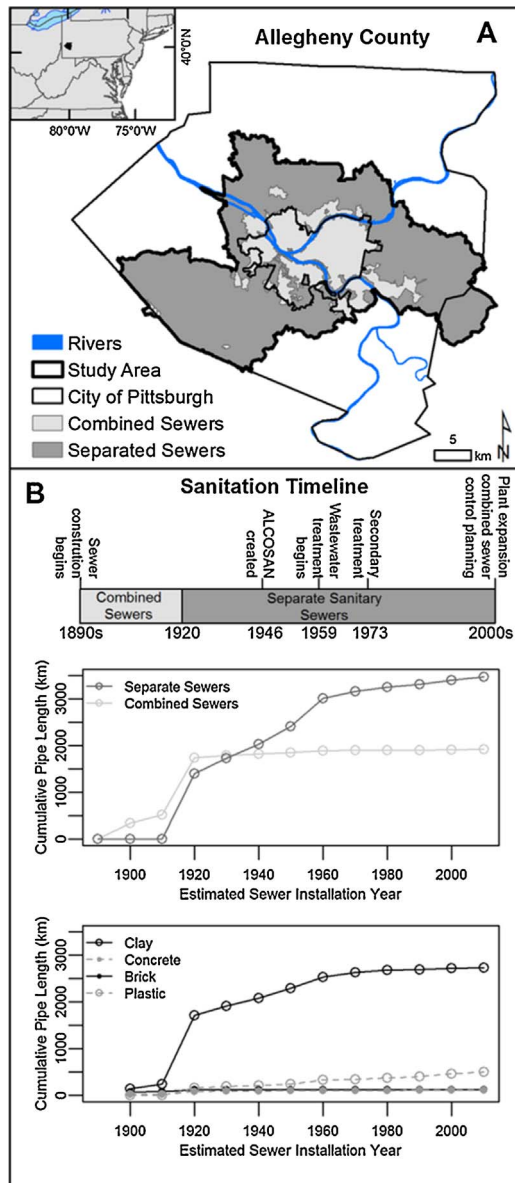 Allegheny County
A
40°0'N
80°0'W
75°0'W
Rivers
Study Area
City of Pittsburgh
Combined Sewers
Separated Sewers
5
km
N
B
Sanitation Timeline
Sewer
construction
begins
ALCOSAN
created
Wastewater
treatment
begins
Secondary
treatment
Plant expansion
combined sewer
control planning
Combined
Sewers
Separate Sanitary
Sewers
1890s
1920
1946
1959
1973
2000s
Cumulative Pipe Length (km)
0
1000
2000
3000
Separate Sewers
Combined Sewers
1900
1920
1940
1960
1980
2000
Estimated Sewer Installation Year
Cumulative Pipe Length (km)
0
1000
2000
3000
Clay
Concrete
Brick
Plastic
1900
1920
1940
1960
1980
2000
Estimated Sewer Installation Year